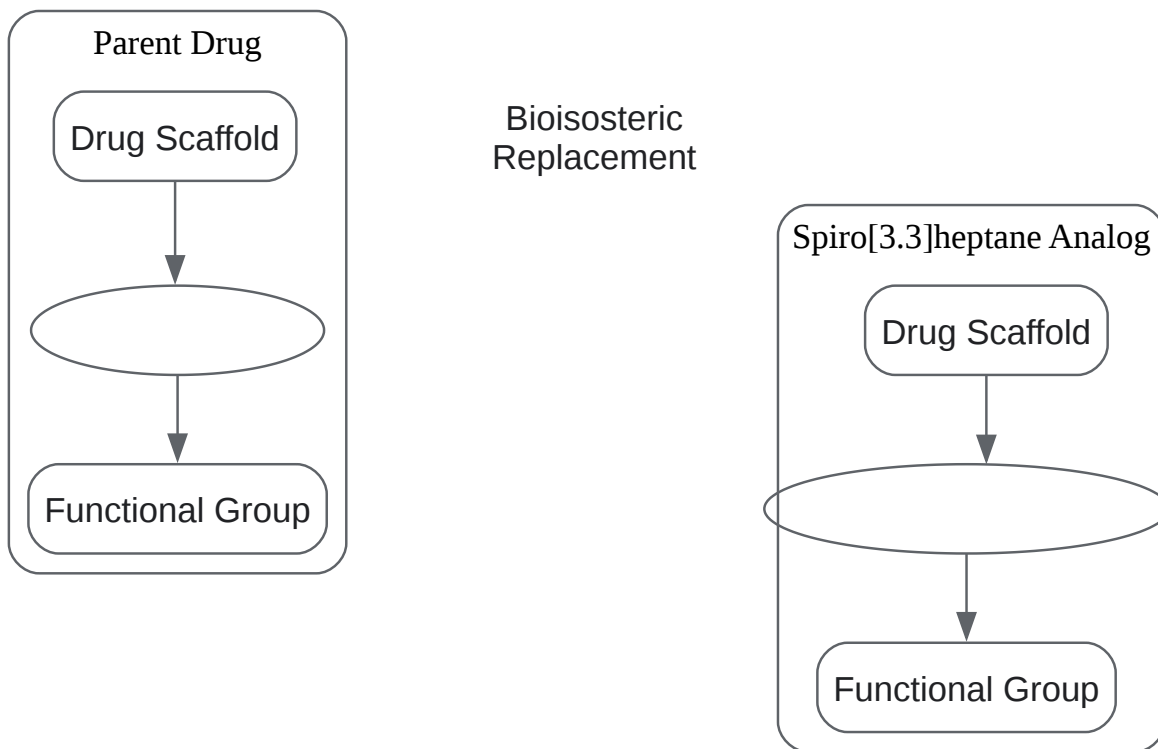 Parent Drug
Drug Scaffold
Functional Group
Bioisosteric
Replacement
Spiro[3.3]heptane Analog
Drug Scaffold
Functional Group